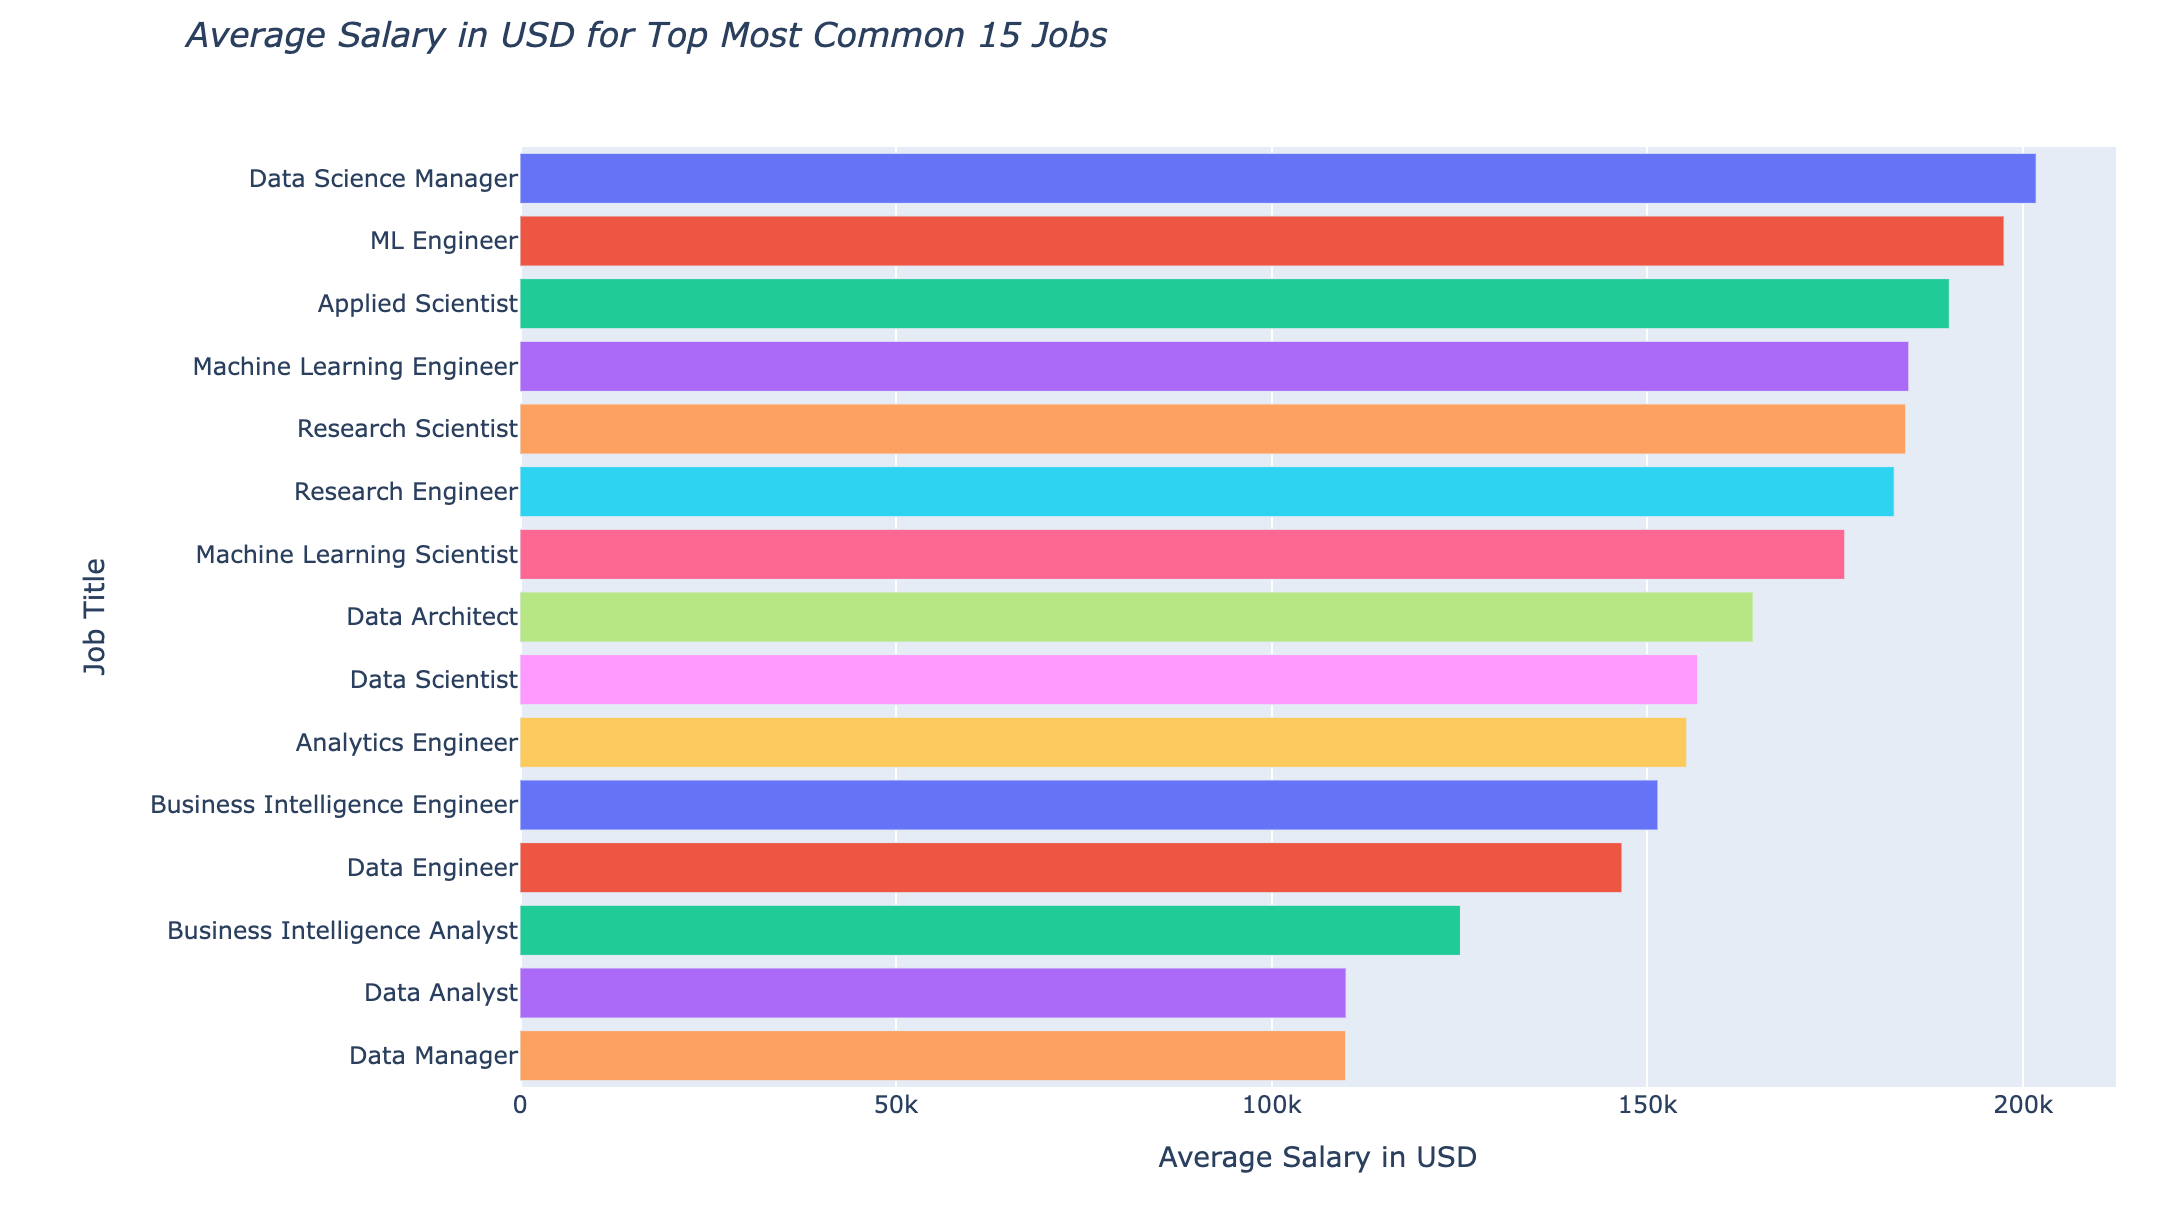 Average Salary in USD for Top Most Common 15 Jobs
Data Science Manager
ML Engineer
Applied Scientist
Machine Learning Engineer
Research Scientist
Research Engineer
Machine Learning Scientist
Data Architect
Data Scientist
Analytics Engineer
Business Intelligence Engineer
Data Engineer
Business Intelligence Analyst
Data Analyst
Data Manager
Job Title
0 50k 100k 150k 200k
Average Salary in USD